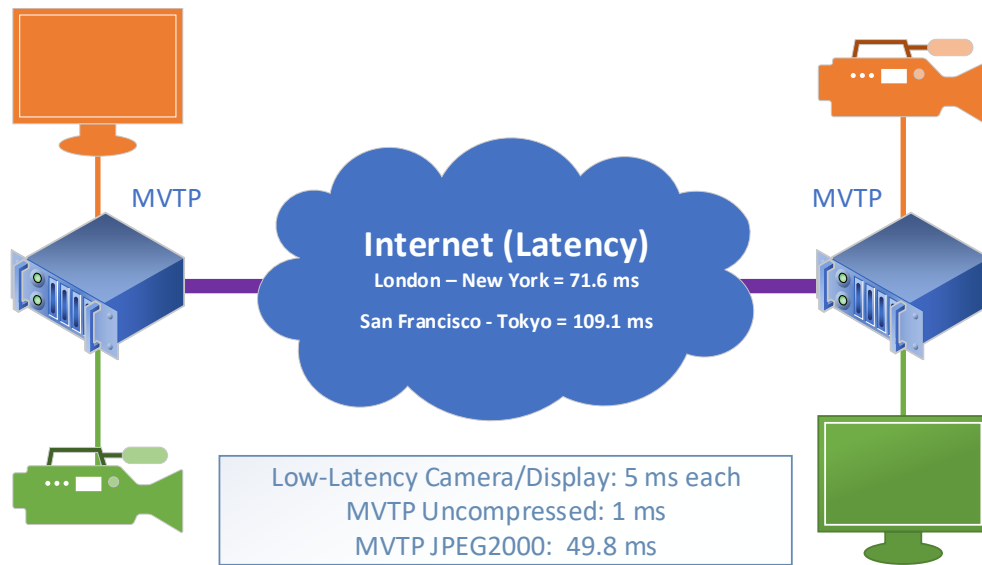 MVTP
MVTP
Internet (Latency)
London – New York = 71.6 ms
San Francisco - Tokyo = 109.1 ms
Low-Latency Camera/Display: 5 ms each
MVTP Uncompressed: 1 ms
MVTP JPEG2000: 49.8 ms